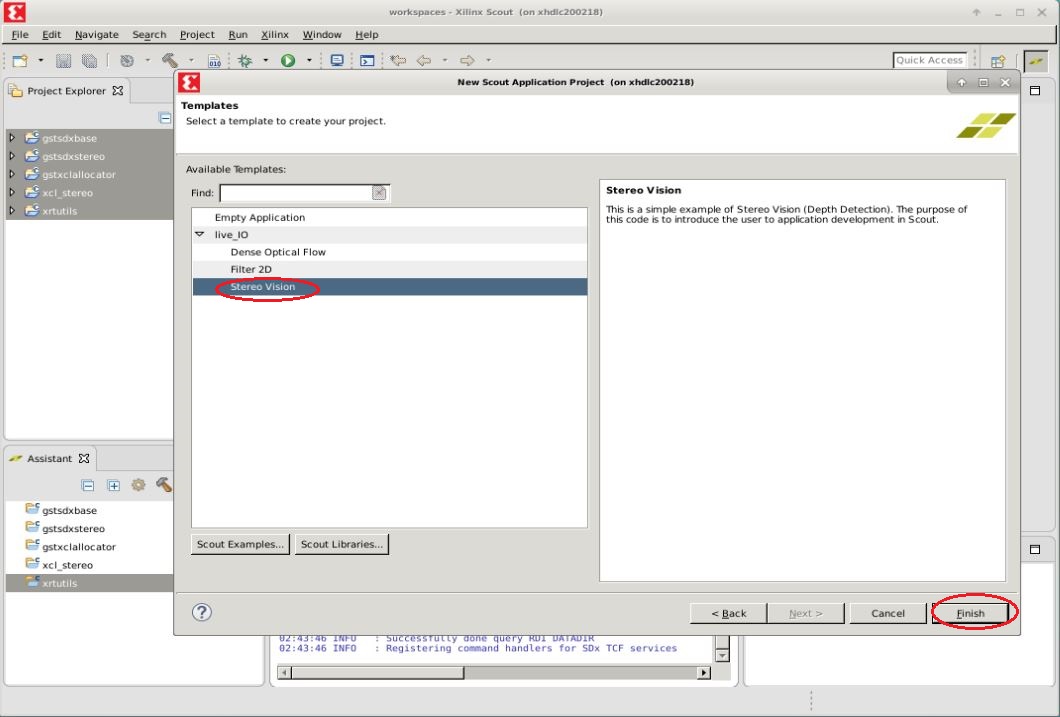 workspaces - Xilinx Scout (on xhdlc200218)
File Edit Navigate Search Project Run Xilinx Window Help
010
Quick Access
Project Explorer
gstsdxbase
gstsdxstereo
gstxclallocator
xcl_stereo
xrtutils
New Scout Application Project (on xhdlc200218)
Templates
Select a template to create your project.
Available Templates:
Find:
Empty Application
live_IO
Dense Optical Flow
Filter 2D
Stereo Vision
Stereo Vision
This is a simple example of Stereo Vision (Depth Detection). The purpose of
this code is to introduce the user to application development in Scout.
Scout Examples...
Scout Libraries...
?
< Back
Next >
Cancel
Finish
Assistant
gstsdxbase
gstsdxstereo
gstxclallocator
xcl_stereo
xrtutils
02:43:46 INFO : Successfully done query RDI_DATADIR
02:43:46 INFO : Registering command handlers for SDx TCF services